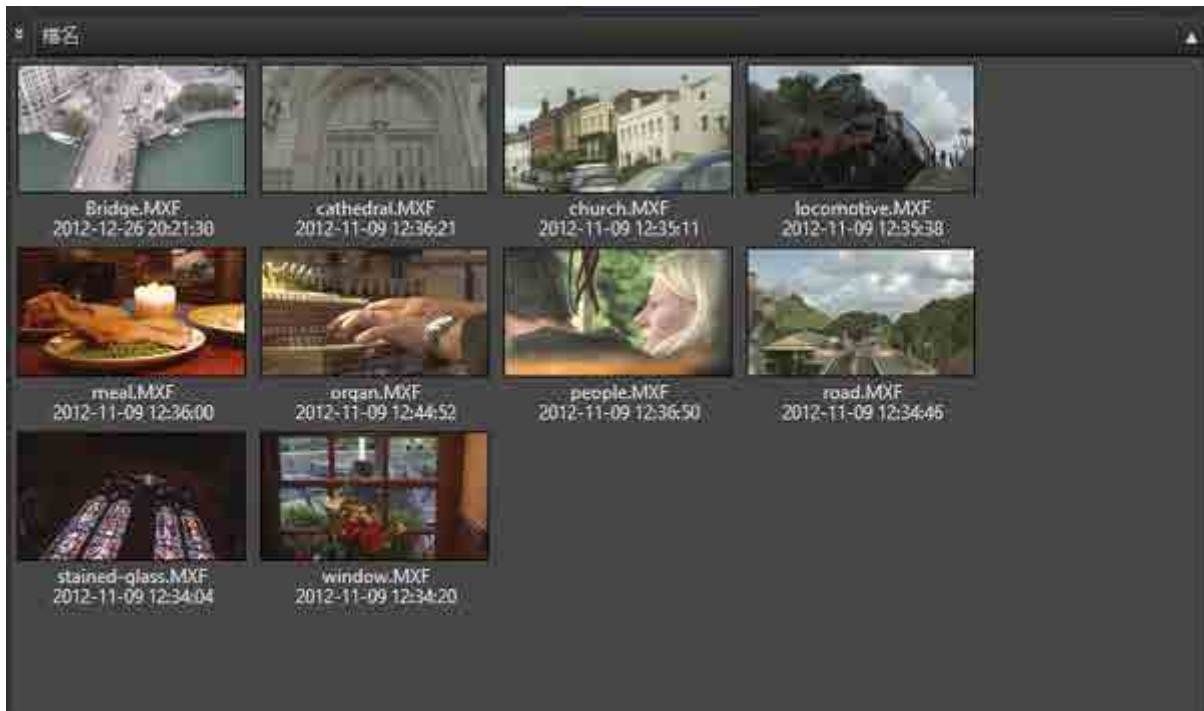 檔名
Bridge.MXF
2012-12-26 20:21:30
cathedral.MXF
2012-11-09 12:36:21
church.MXF
2012-11-09 12:35:11
locomotive.MXF
2012-11-09 12:35:38
meal.MXF
2012-11-09 12:36:00
organ.MXF
2012-11-09 12:44:52
people.MXF
2012-11-09 12:36:50
road.MXF
2012-11-09 12:34:46
stained-glass.MXF
2012-11-09 12:34:04
window.MXF
2012-11-09 12:34:20